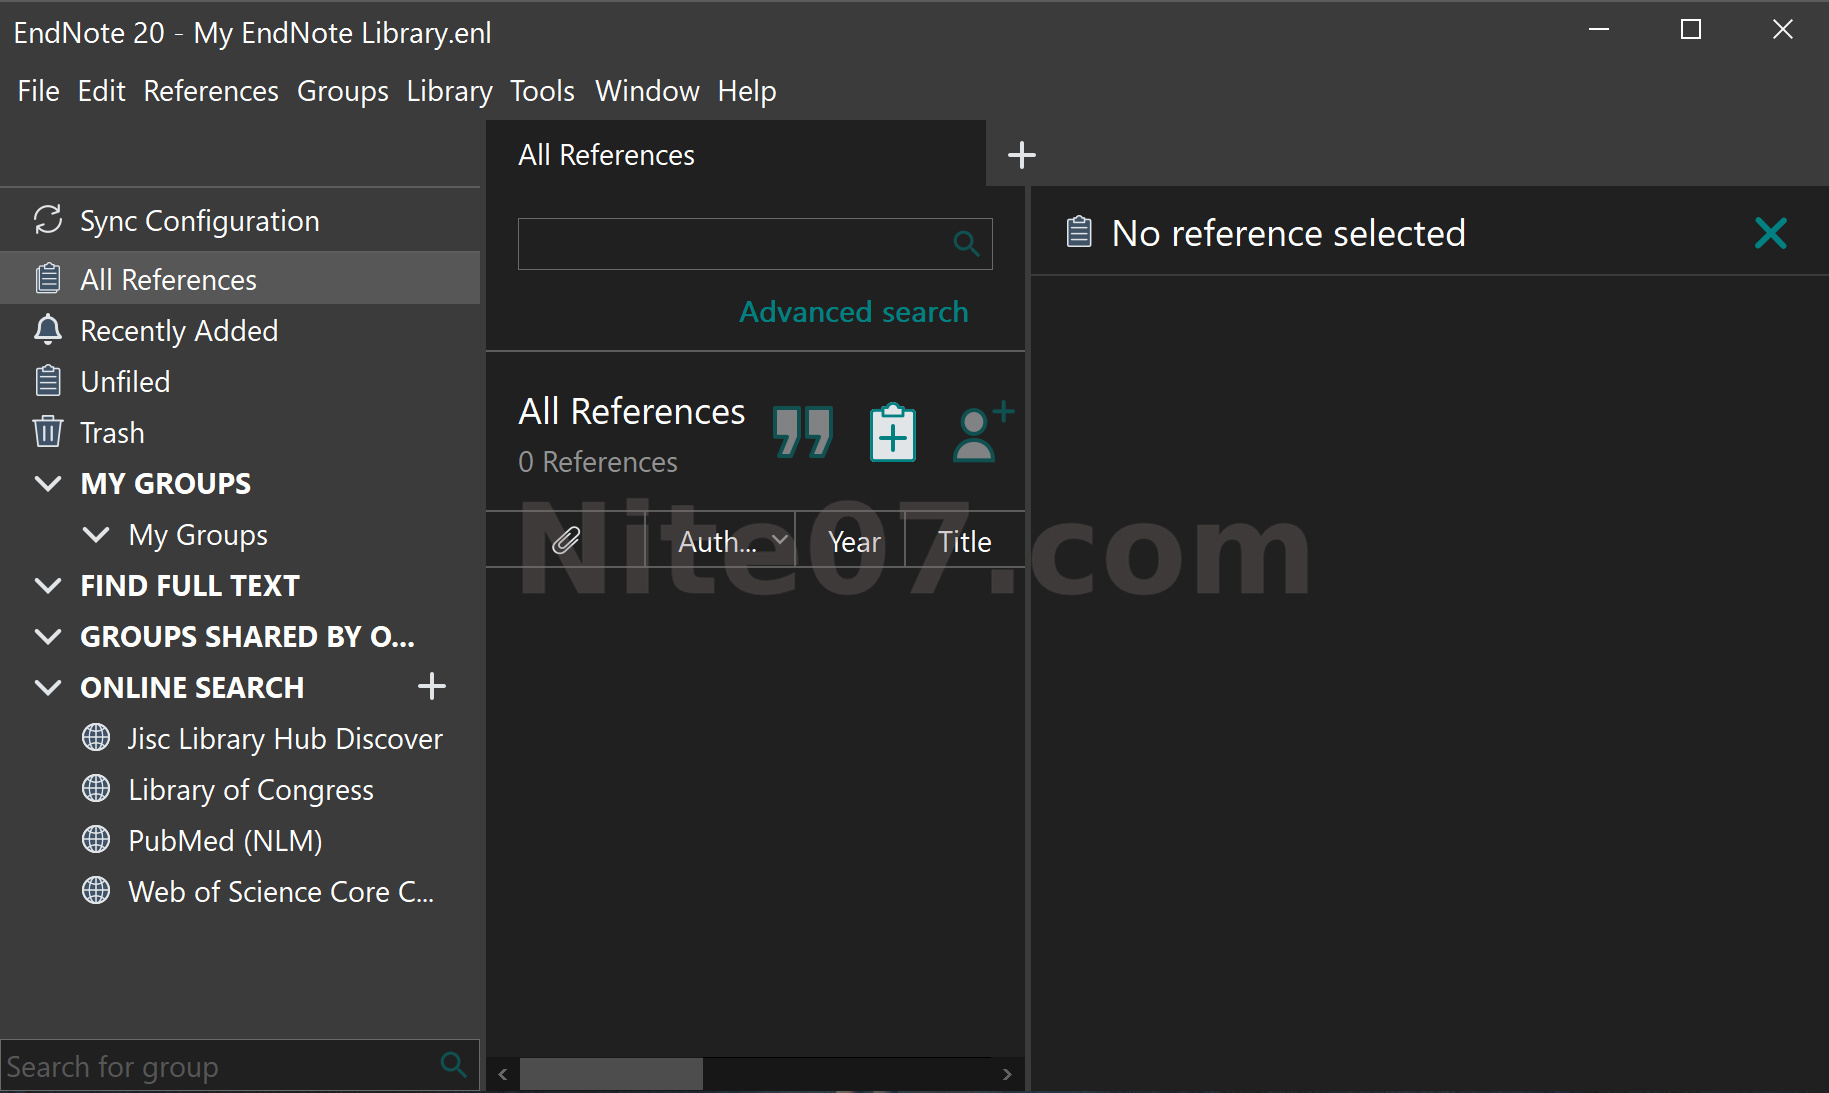 EndNote 20 - My EndNote Library.enl
File Edit References Groups Library Tools Window Help
All References
Sync Configuration
All References
Recently Added
Unfiled
Trash
MY GROUPS
My Groups
FIND FULL TEXT
GROUPS SHARED BY O...
ONLINE SEARCH
Jisc Library Hub Discover
Library of Congress
PubMed (NLM)
Web of Science Core C...
Search for group
Advanced search
All References
0 References
Auth... Year Title
No reference selected
Nite07.com